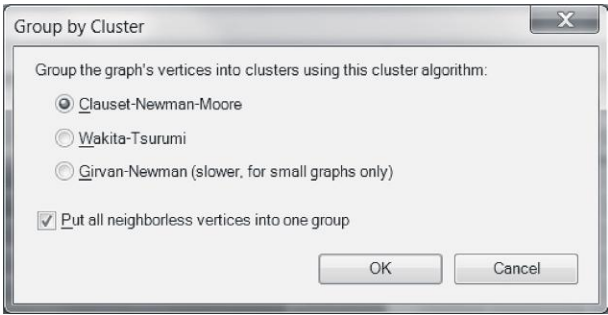 Group by Cluster
Group the graph's vertices into clusters using this cluster algorithm:
Clauset-Newman-Moore
Wakita-Tsurumi
Girvan-Newman (slower, for small graphs only)
Put all neighborless vertices into one group
OK Cancel